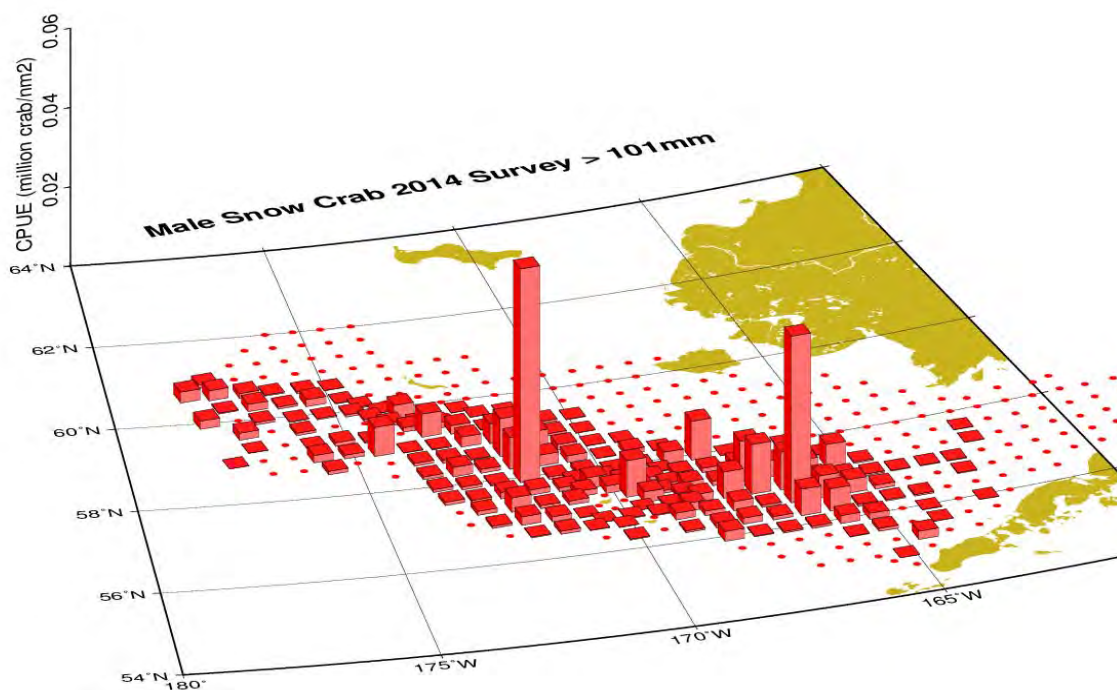 0.06
0.04
0.02
CPUE (million crab/nm2)
Male Snow Crab 2014 Survey > 101mm
64°N
62°N
60°N
58°N
56°N
54°N
180°
175°W
170°W
165°W